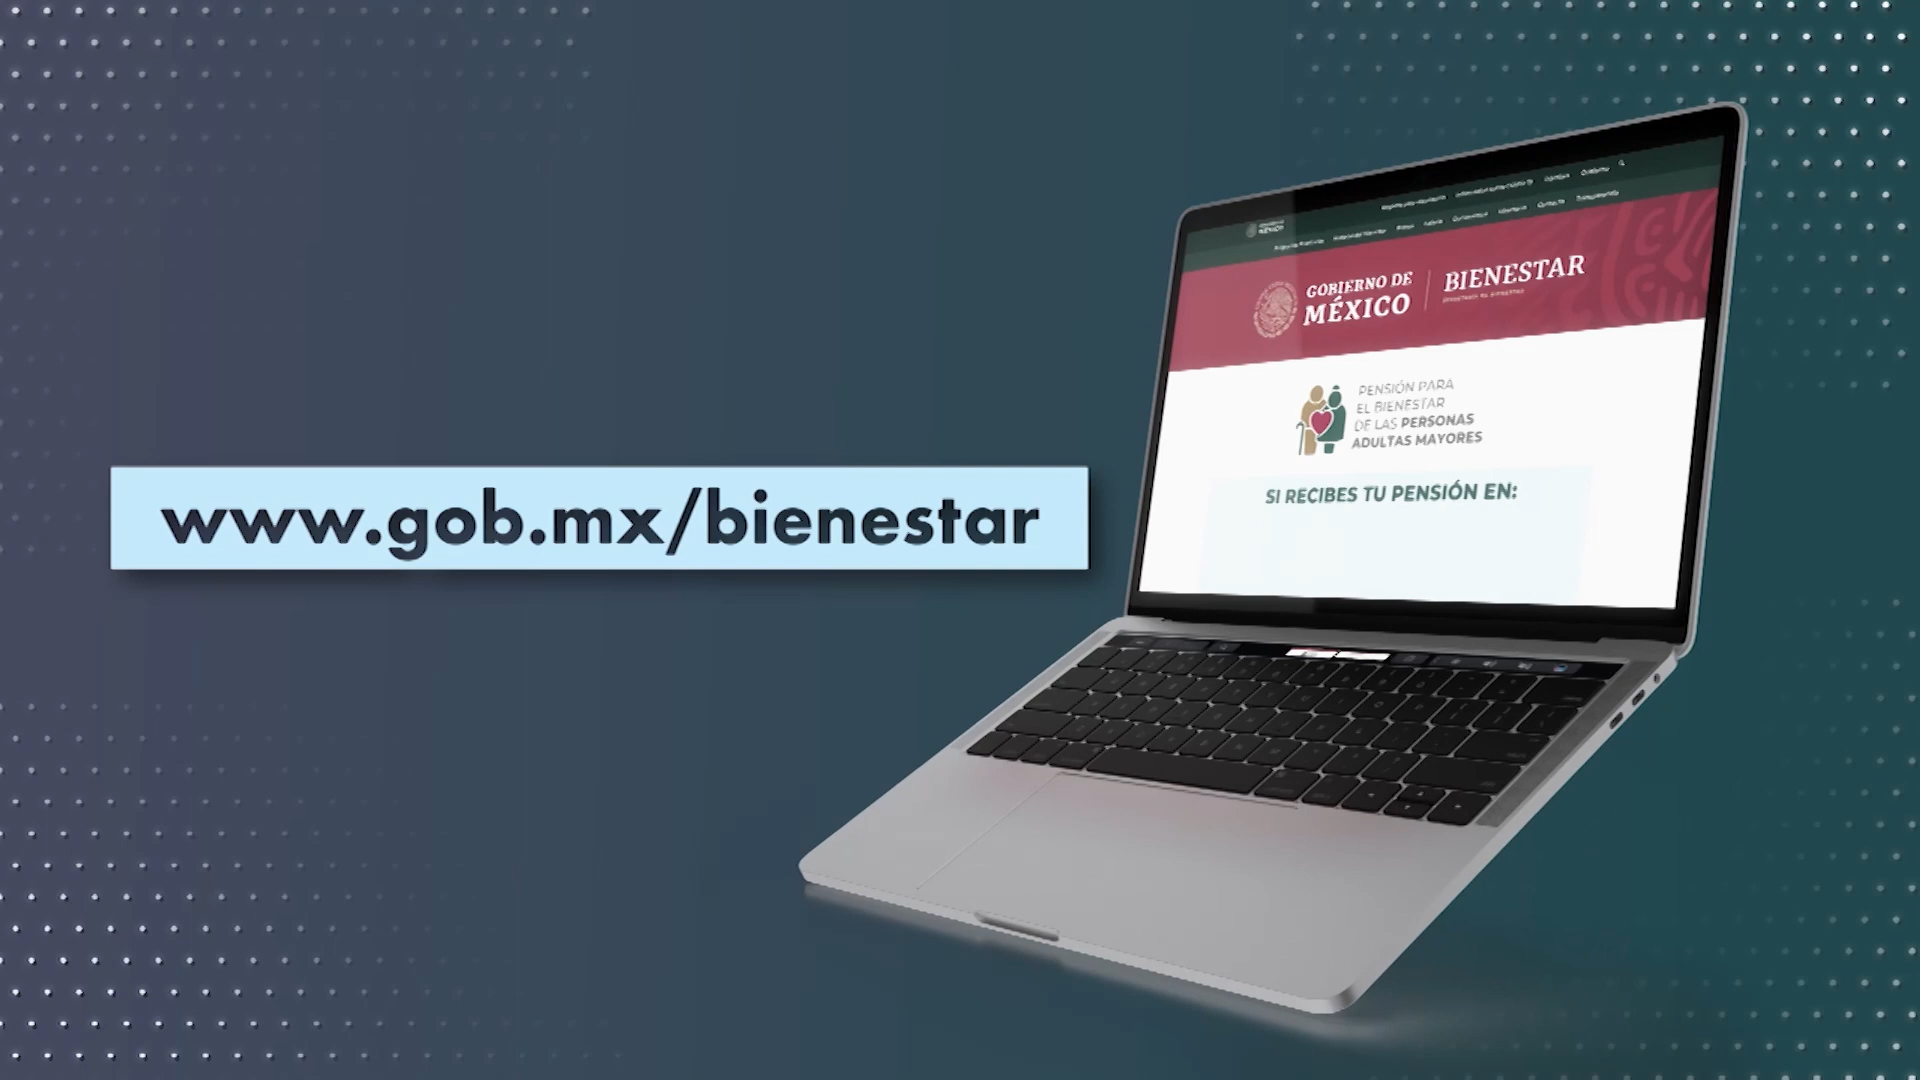 www.gob.mx/bienestar
GOBIERNO DE
MÉXICO
BIENESTAR
PENSIÓN PARA
EL BIENESTAR
DE LAS PERSONAS
ADULTAS MAYORES
SI RECIBES TU PENSIÓN EN: